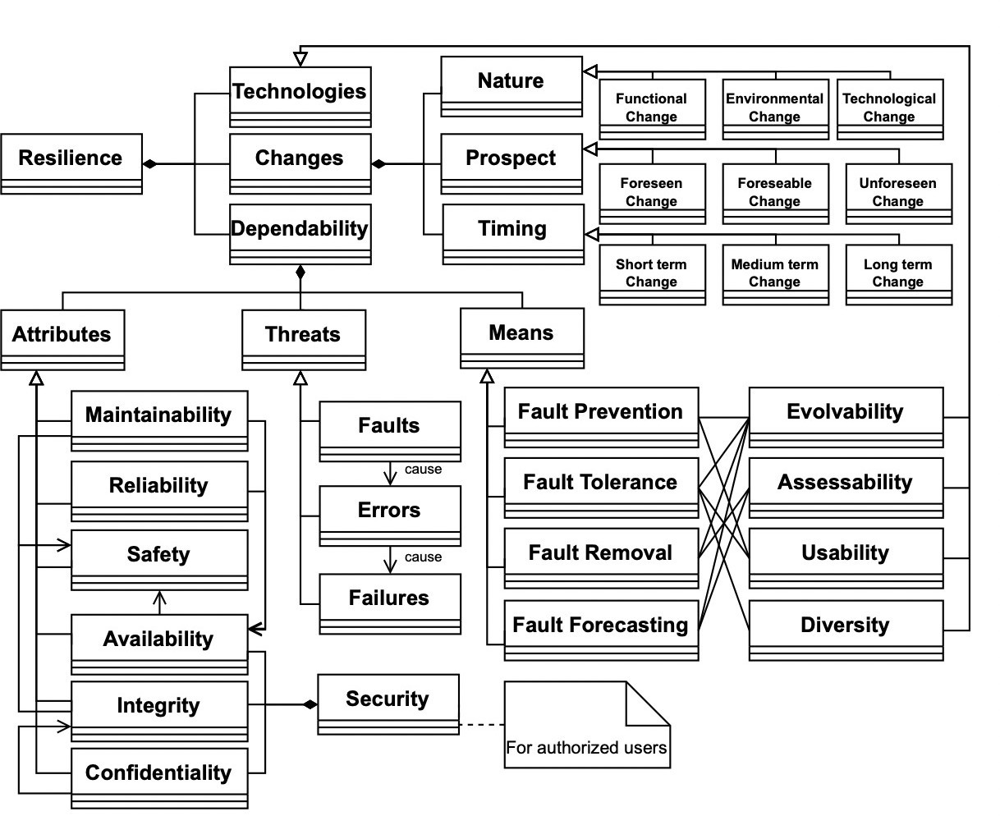 Technologies
Nature
Functional
Change
Environmental
Change
Technological
Change
Resilience
Changes
Prospect
Foreseen
Change
Foreseable
Change
Unforeseen
Change
Dependability
Timing
Short term
Change
Medium term
Change
Long term
Change
Attributes
Threats
Means
Maintainability
Reliability
Safety
Availability
Integrity
Confidentiality
Faults
cause
Errors
cause
Failures
Security
For authorized users
Fault Prevention
Fault Tolerance
Fault Removal
Fault Forecasting
Evolvability
Assessability
Usability
Diversity